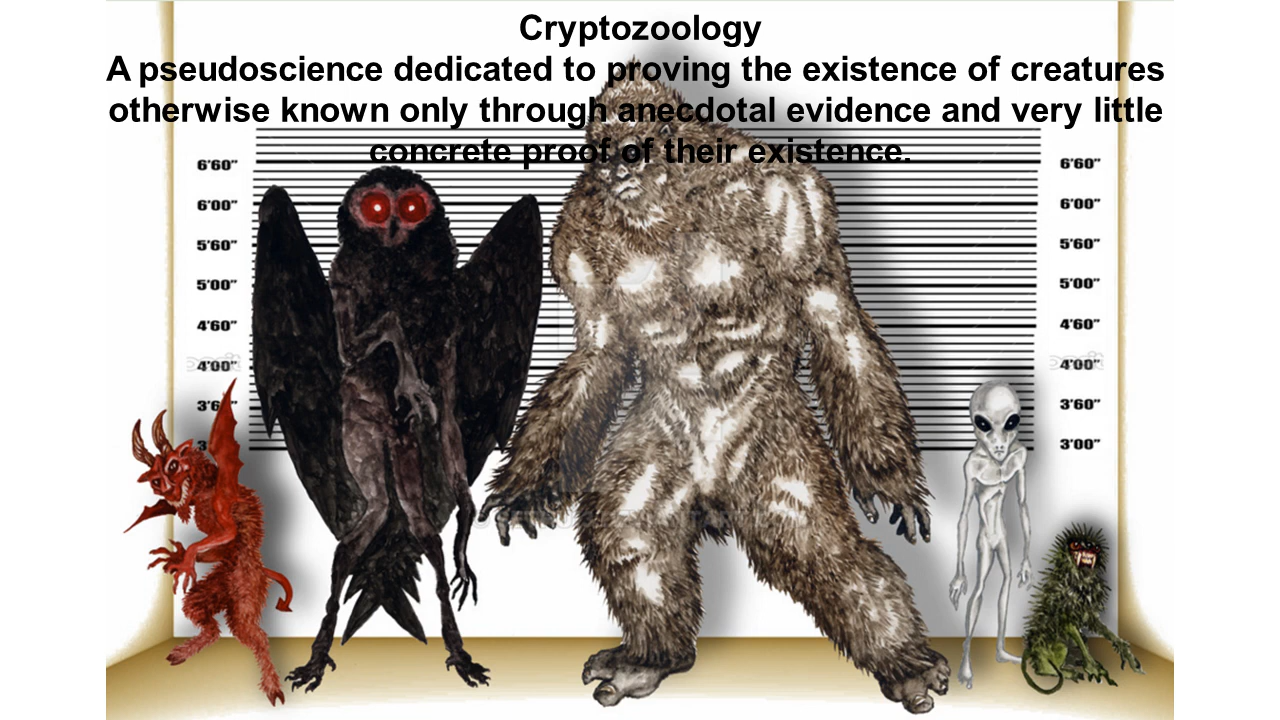 Cryptozoology
A pseudoscience dedicated to proving the existence of creatures
otherwise known only through anecdotal evidence and very little
concrete proof of their existence.
6'60" 6'60"
6'00" 6'00"
5'60" 5'60"
5'00" 5'00"
4'60" 4'60"
4'00" 4'00"
3'60"
3'00"